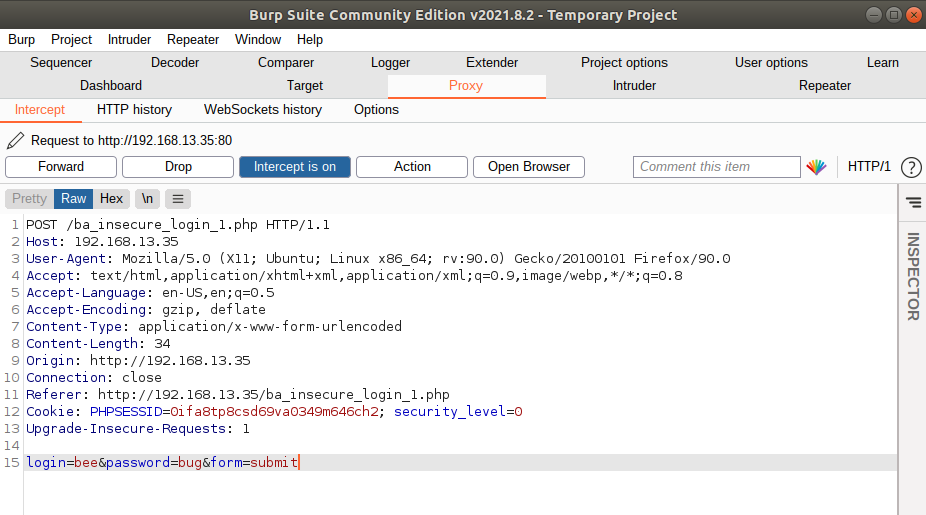 Burp Suite Community Edition v2021.8.2 - Temporary Project
Burp Project Intruder Repeater Window Help
Sequencer Decoder Comparer Logger Extender Project options User options Learn
Dashboard Target Proxy Intruder Repeater
Intercept HTTP history WebSockets history Options
Request to http://192.168.13.35:80
Forward Drop Intercept is on Action Open Browser Comment this item HTTP/1 ?
Pretty Raw Hex \n
INSPECTOR
1 POST /ba_insecure_login_1.php HTTP/1.1
2 Host: 192.168.13.35
3 User-Agent: Mozilla/5.0 (X11; Ubuntu; Linux x86_64; rv:90.0) Gecko/20100101 Firefox/90.0
4 Accept: text/html,application/xhtml+xml,application/xml;q=0.9,image/webp,*/*;q=0.8
5 Accept-Language: en-US,en;q=0.5
6 Accept-Encoding: gzip, deflate
7 Content-Type: application/x-www-form-urlencoded
8 Content-Length: 34
9 Origin: http://192.168.13.35
10 Connection: close
11 Referer: http://192.168.13.35/ba_insecure_login_1.php
12 Cookie: PHPSESSID=0ifa8tp8csd69va0349m646ch2; security_level=0
13 Upgrade-Insecure-Requests: 1
14
15 login=bee&password=bug&form=submit